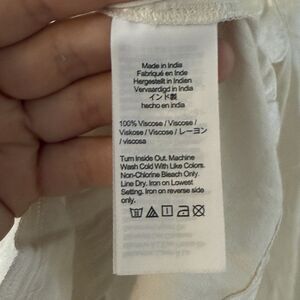 Made in India
Fabriqué en Inde
Hergestellt in Indien
Vervaardigd in India
インド製
hecho en indio
100% Viscose / Viscose /
Viskose / Viscose / レーヨン
/ viscosa
Turn Inside Out. Machine
Wash Cold With Like Colors.
Non-Chlorine Bleach Only.
Line Dry. Iron on Lowest
Setting. Iron on reverse side
only.